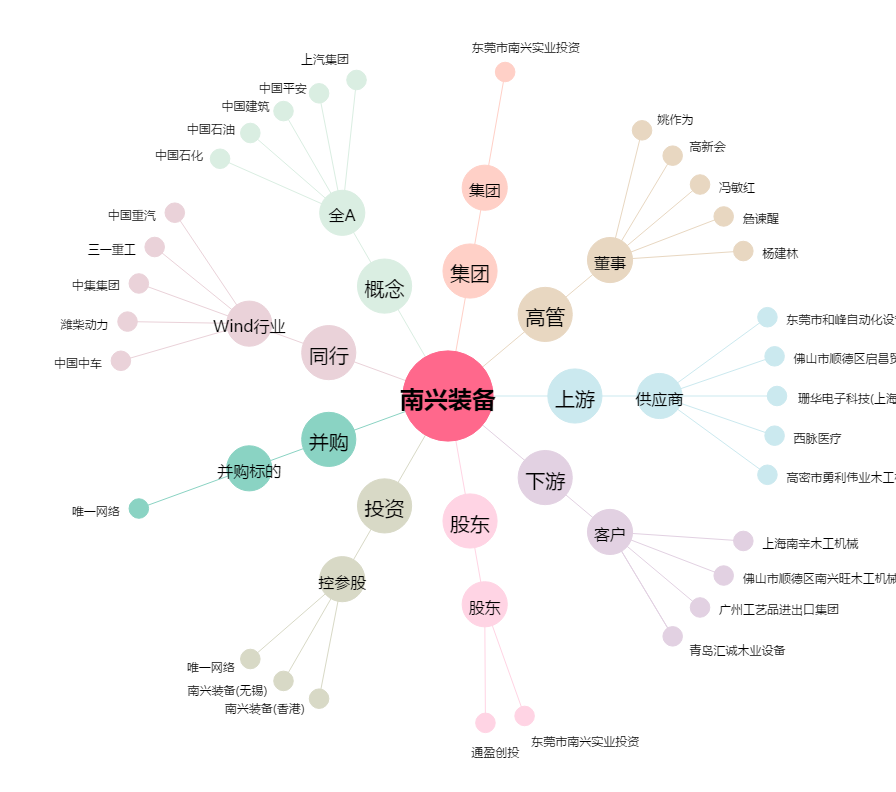 东莞市南兴实业投资
上汽集团
中国平安
中国建筑
中国石油
中国石化
姚作为
高新会
冯敏红
危谏醒
杨建林
集团
全A
中国重汽
三一重工
中集集团
潍柴动力
中国中车
集团
董事
概念
高管
Wind行业
同行
南兴装备
上游
供应商
东莞市和峰自动化设
佛山市顺德区启昌
珊华电子科技(上海
西脉医疗
高密市勇利伟业木工
并购
并购标的
唯一网络
投资
股东
下游
客户
上海南辛木工机械
佛山市顺德区南兴旺木工机
广州工艺品进出口集团
青岛汇诚木业设备
控参股
股东
唯一网络
南兴装备(无锡)
南兴装备(香港)
通盈创投
东莞市南兴实业投资